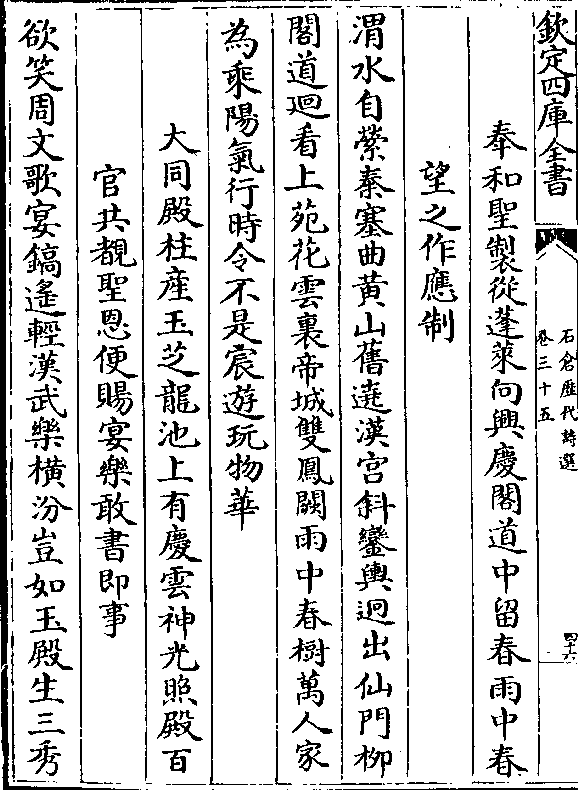 欽定四庫全書
石倉歷代詩選
卷三十五
四十六
奉和聖製從蓬萊向興慶閣道中留春雨中春
望之作應制
渭水自縈秦塞曲黃山舊遶漢宮斜鑾輿迥出仙門柳
閣道迴看上苑花雲裏帝城雙鳳闕雨中春樹萬人家
為乘陽氣行時令不是宸遊玩物華
大同殿柱產玉芝龍池上有慶雲神光照殿百
官共覩聖恩便賜宴樂敢書即事
欲笑周文歌宴鎬遙輕漢武樂橫汾豈如玉殿生三秀